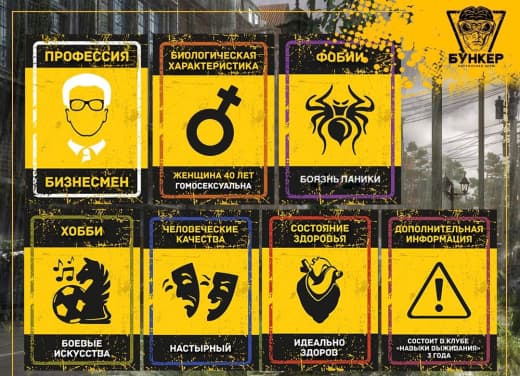 БУНКЕР
ПРОФЕССИЯ
БИЗНЕСМЕН
БИОЛОГИЧЕСКАЯ
ХАРАКТЕРИСТИКА
ЖЕНЩИНА 40 ЛЕТ
ГОМОСЕКСУАЛЬНА
ФОБИИ
БОЯЗНЬ ПАНИКИ
ХОББИ
БОЕВЫЕ
ИСКУССТВА
ЧЕЛОВЕЧЕСКИЕ
КАЧЕСТВА
НАСТЫРНЫЙ
СОСТОЯНИЕ
ЗДОРОВЬЯ
ИДЕАЛЬНО
ЗДОРОВ
ДОПОЛНИТЕЛЬНАЯ
ИНФОРМАЦИЯ
СОСТОИТ В КЛУБЕ
«НАВЫКИ ВЫЖИВАНИЯ»
3 ГОДА